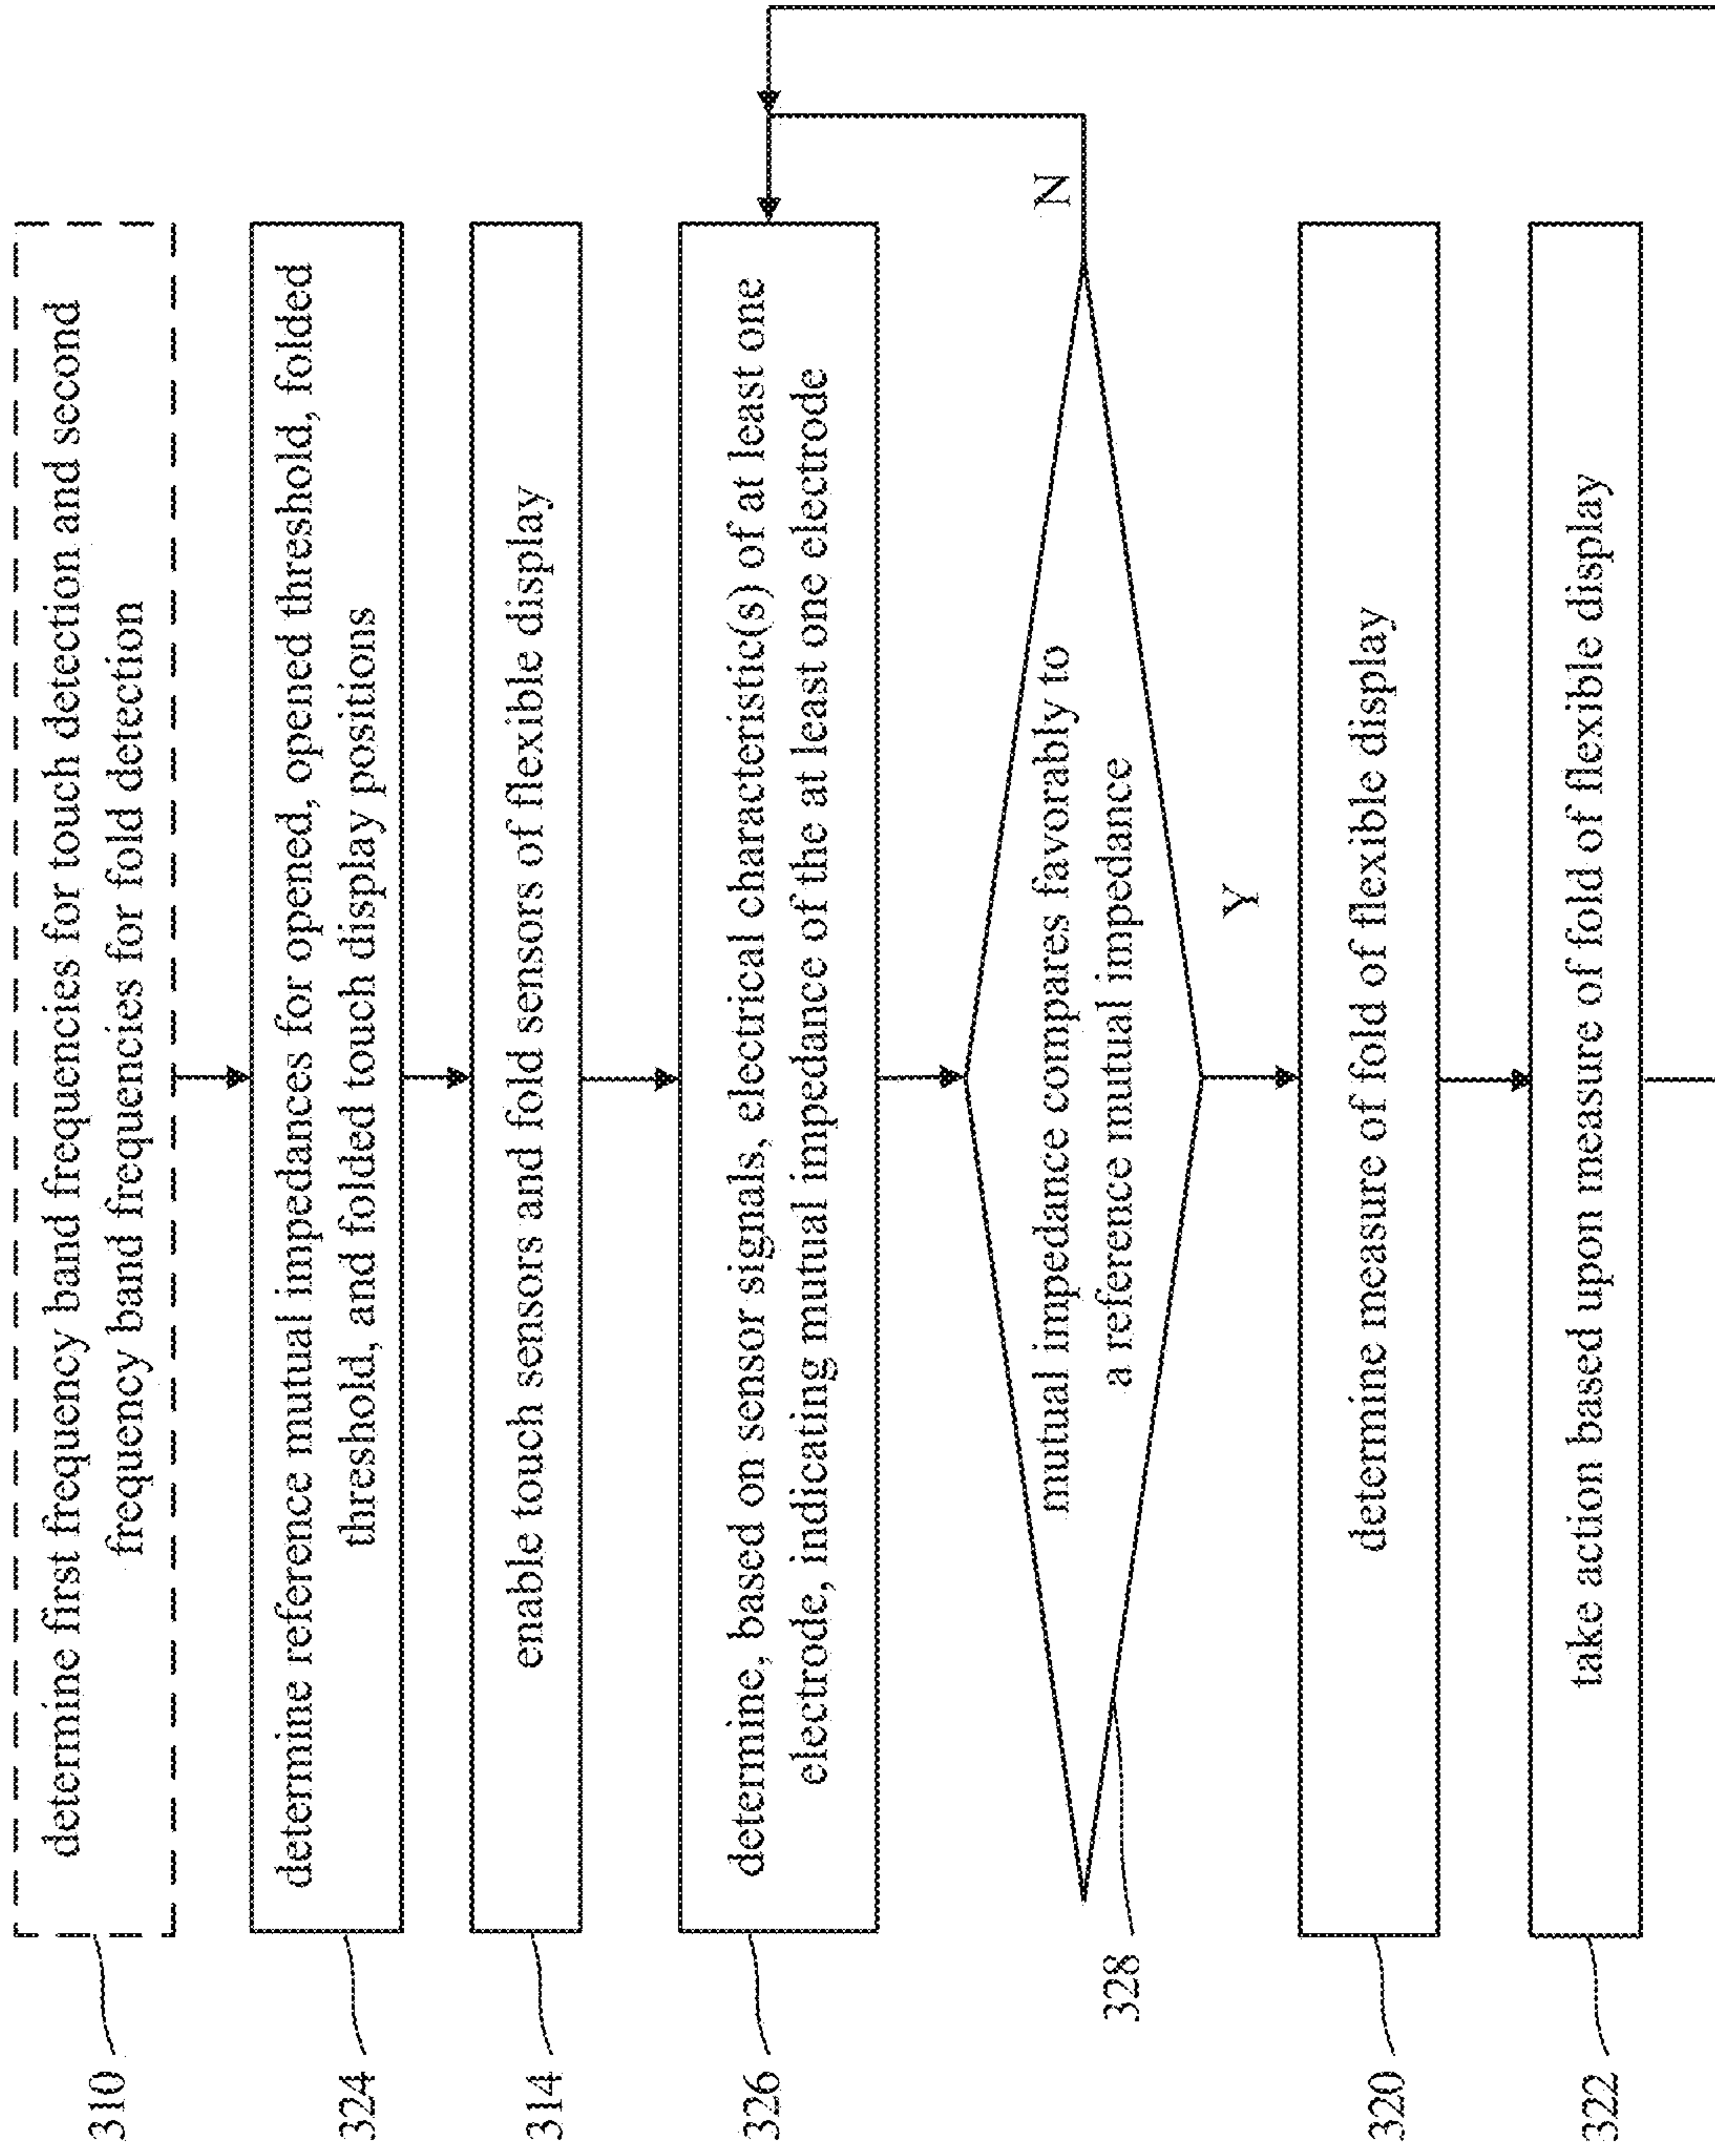 310
determine first frequency band frequencies for touch detection and second
frequency band frequencies for fold detection
324
determine reference mutual impedances for opened, opened threshold, folded
threshold, and folded touch display positions
314
enable touch sensors and fold sensors of flexible display
326
determine, based on sensor signals, electrical characteristic(s) of at least one
electrode, indicating mutual impedance of the at least one electrode
328
mutual impedance compares favorably to
a reference mutual impedance
N
Y
320
determine measure of fold of flexible display
322
take action based upon measure of fold of flexible display